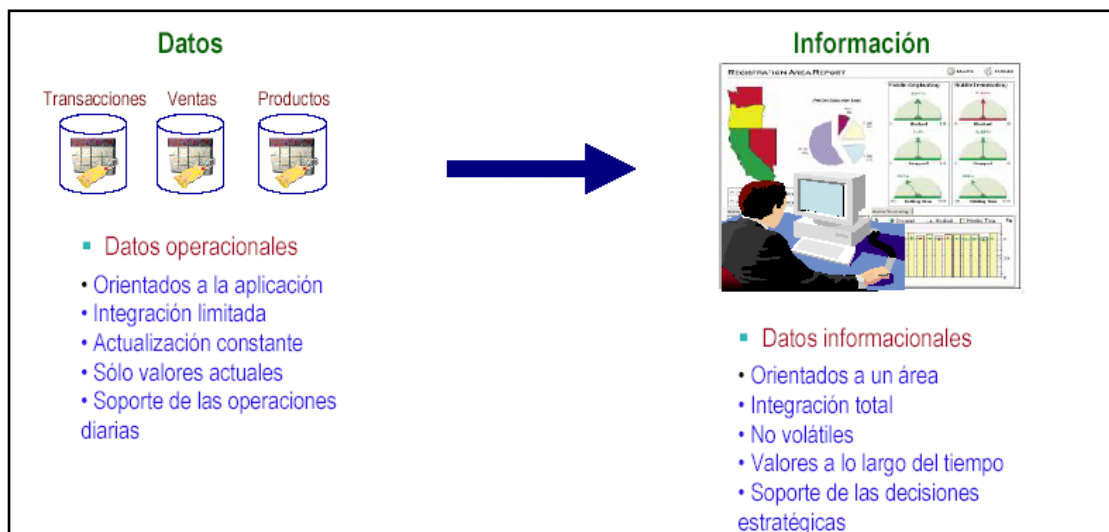 Datos
Transacciones
Ventas
Productos
▪ Datos operacionales
• Orientados a la aplicación
• Integración limitada
• Actualización constante
• Sólo valores actuales
• Soporte de las operaciones
diarias
Información
REGISTRATION AREA REPORT
▪ Datos informacionales
• Orientados a un área
• Integración total
• No volátiles
• Valores a lo largo del tiempo
• Soporte de las decisiones
estratégicas